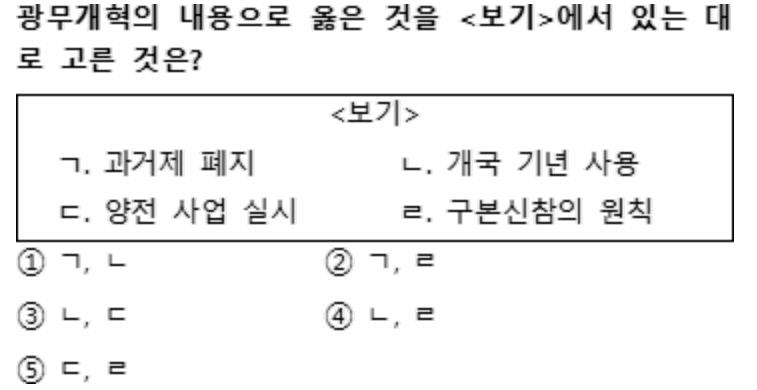 광무개혁의 내용으로 옳은 것을 <보기>에서 있는 대
로 고른 것은?
<보기>
ㄱ. 과거제 폐지 ㄴ. 개국 기년 사용
ㄷ. 양전 사업 실시 ㄹ. 구본신참의 원칙
① ㄱ, ㄴ ② ㄱ, ㄹ
③ ㄴ, ㄷ ④ ㄴ, ㄹ
⑤ ㄷ, ㄹ